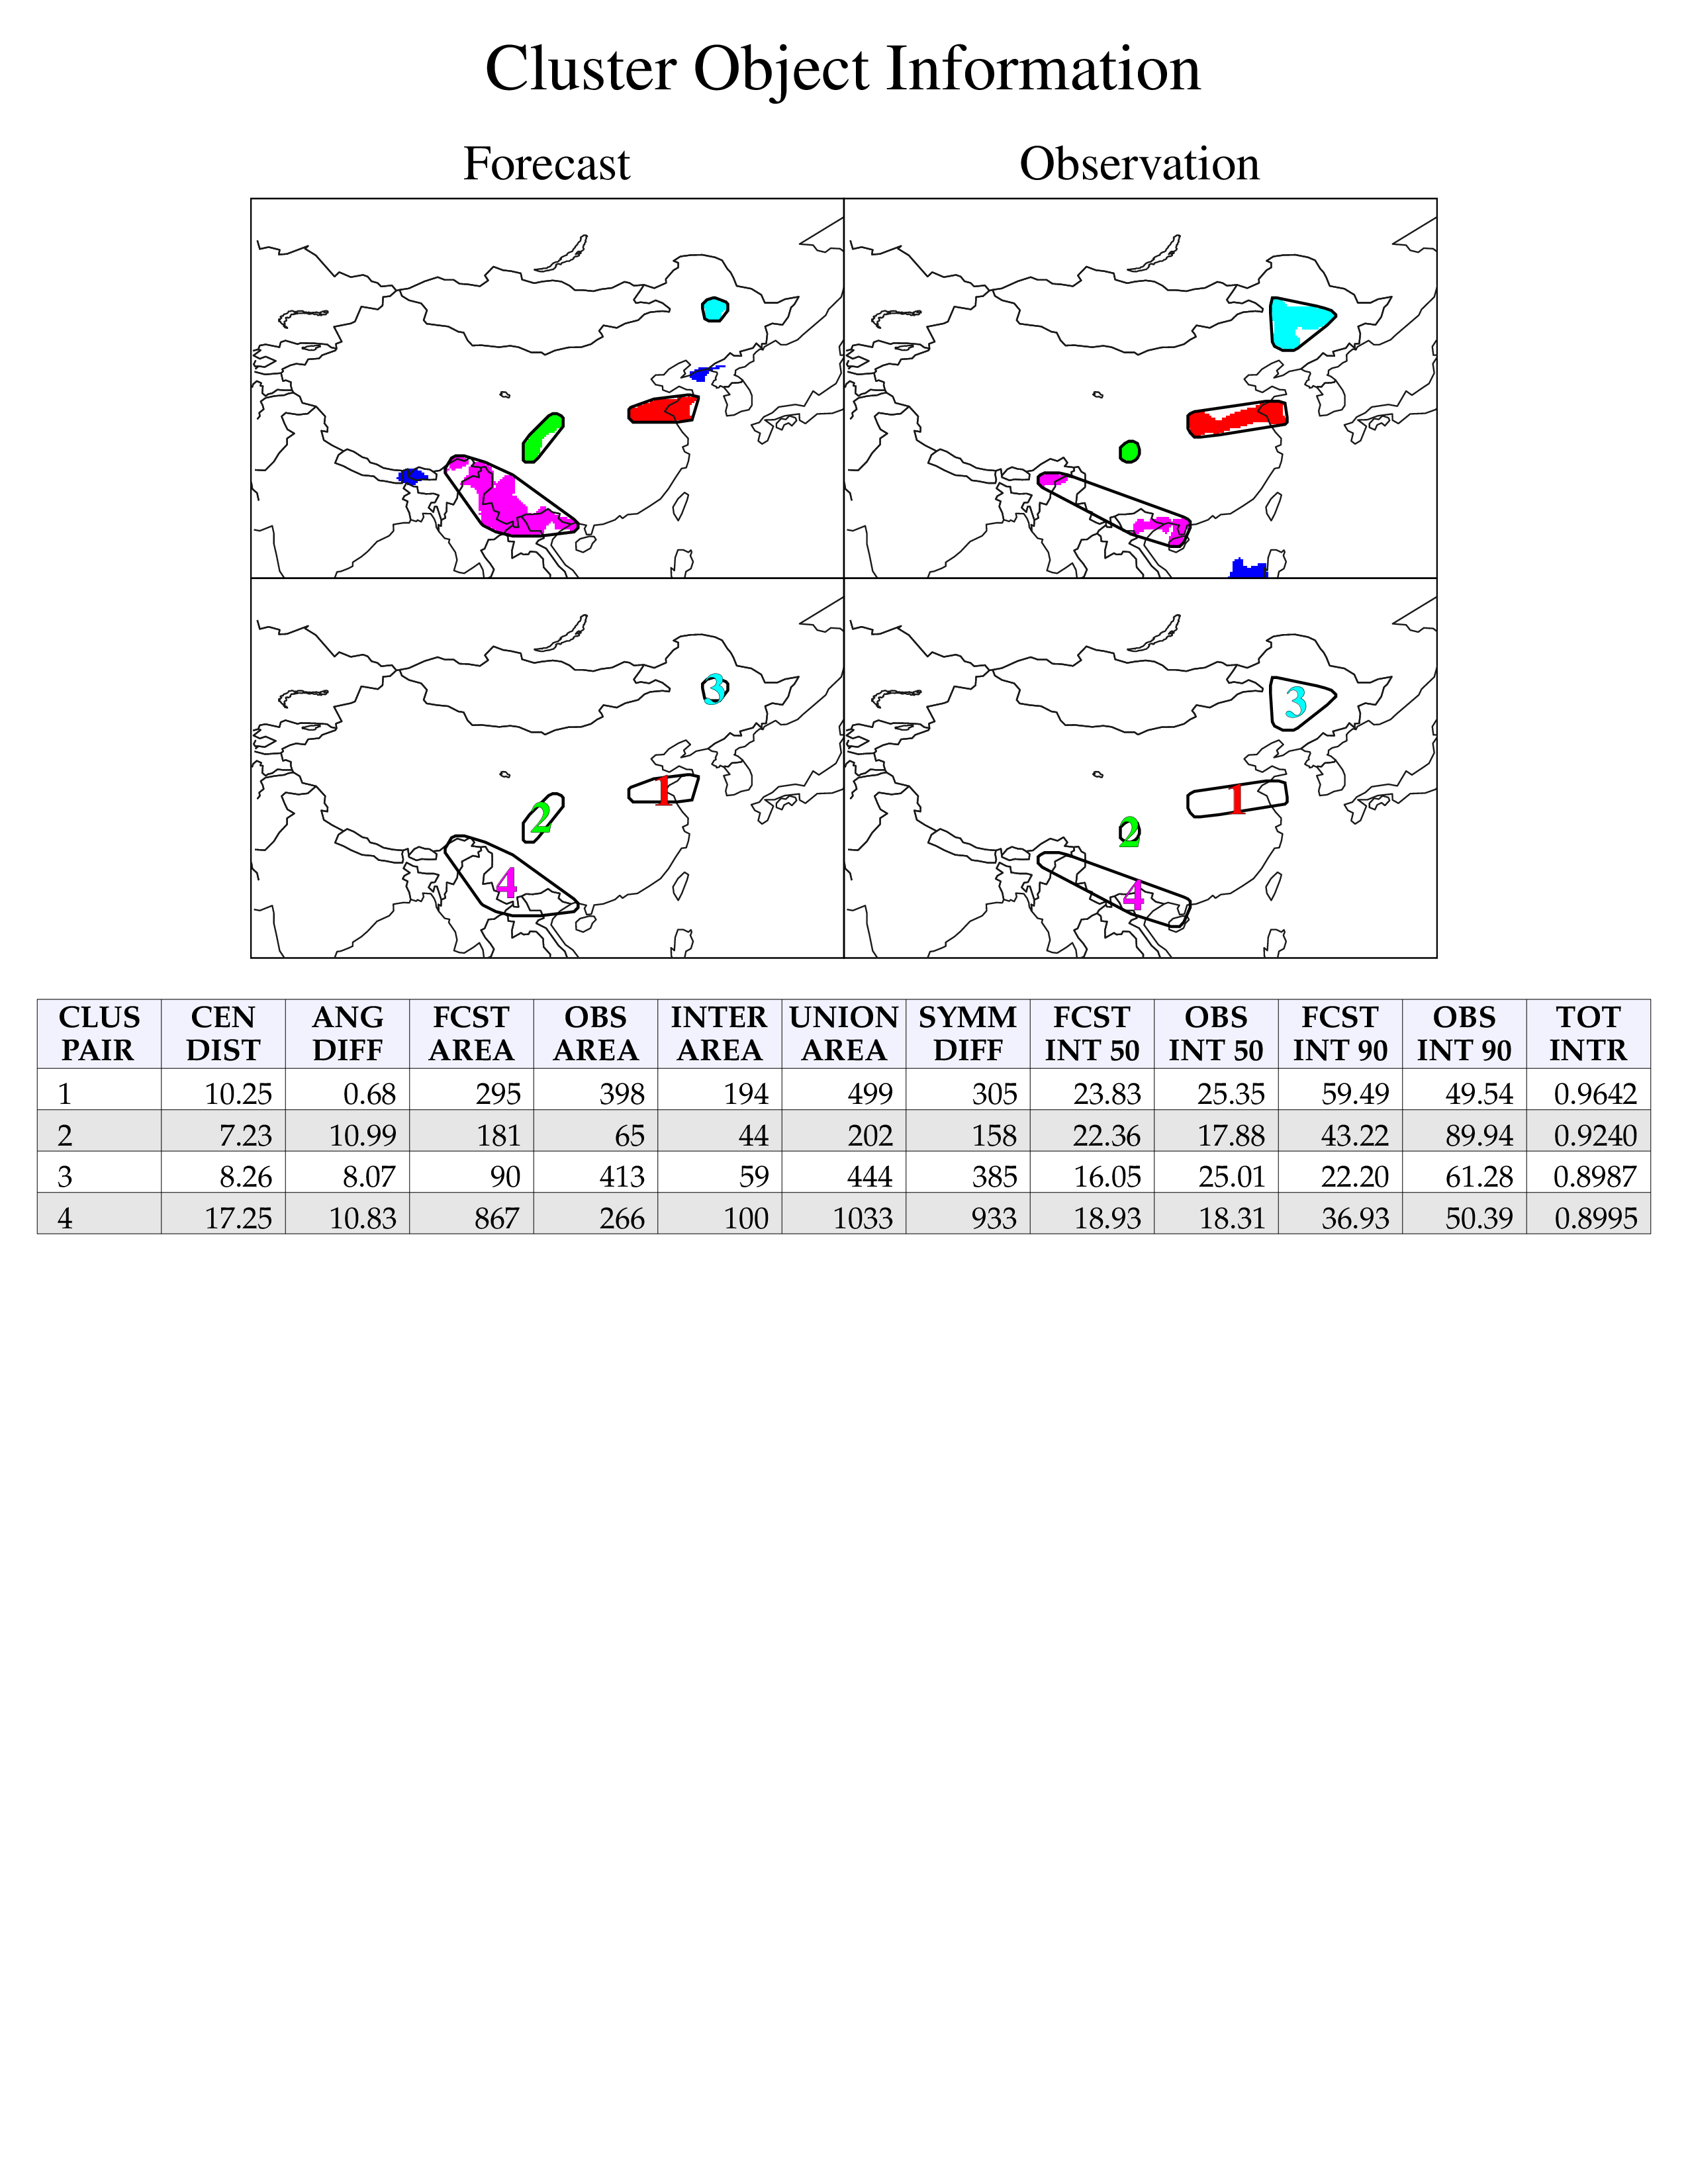 Cluster Object Information
Forecast Observation
3 3
1 1
2 2
4 4
CLUS PAIR CEN DIST ANG DIFF FCST AREA OBS AREA INTER AREA UNION AREA SYMM DIFF FCST INT 50 OBS INT 50 FCST INT 90 OBS INT 90 TOT INTR
1 10.25 0.68 295 398 194 499 305 23.83 25.35 59.49 49.54 0.9642
2 7.23 10.99 181 65 44 202 158 22.36 17.88 43.22 89.94 0.9240
3 8.26 8.07 90 413 59 444 385 16.05 25.01 22.20 61.28 0.8987
4 17.25 10.83 867 266 100 1033 933 18.93 18.31 36.93 50.39 0.8995